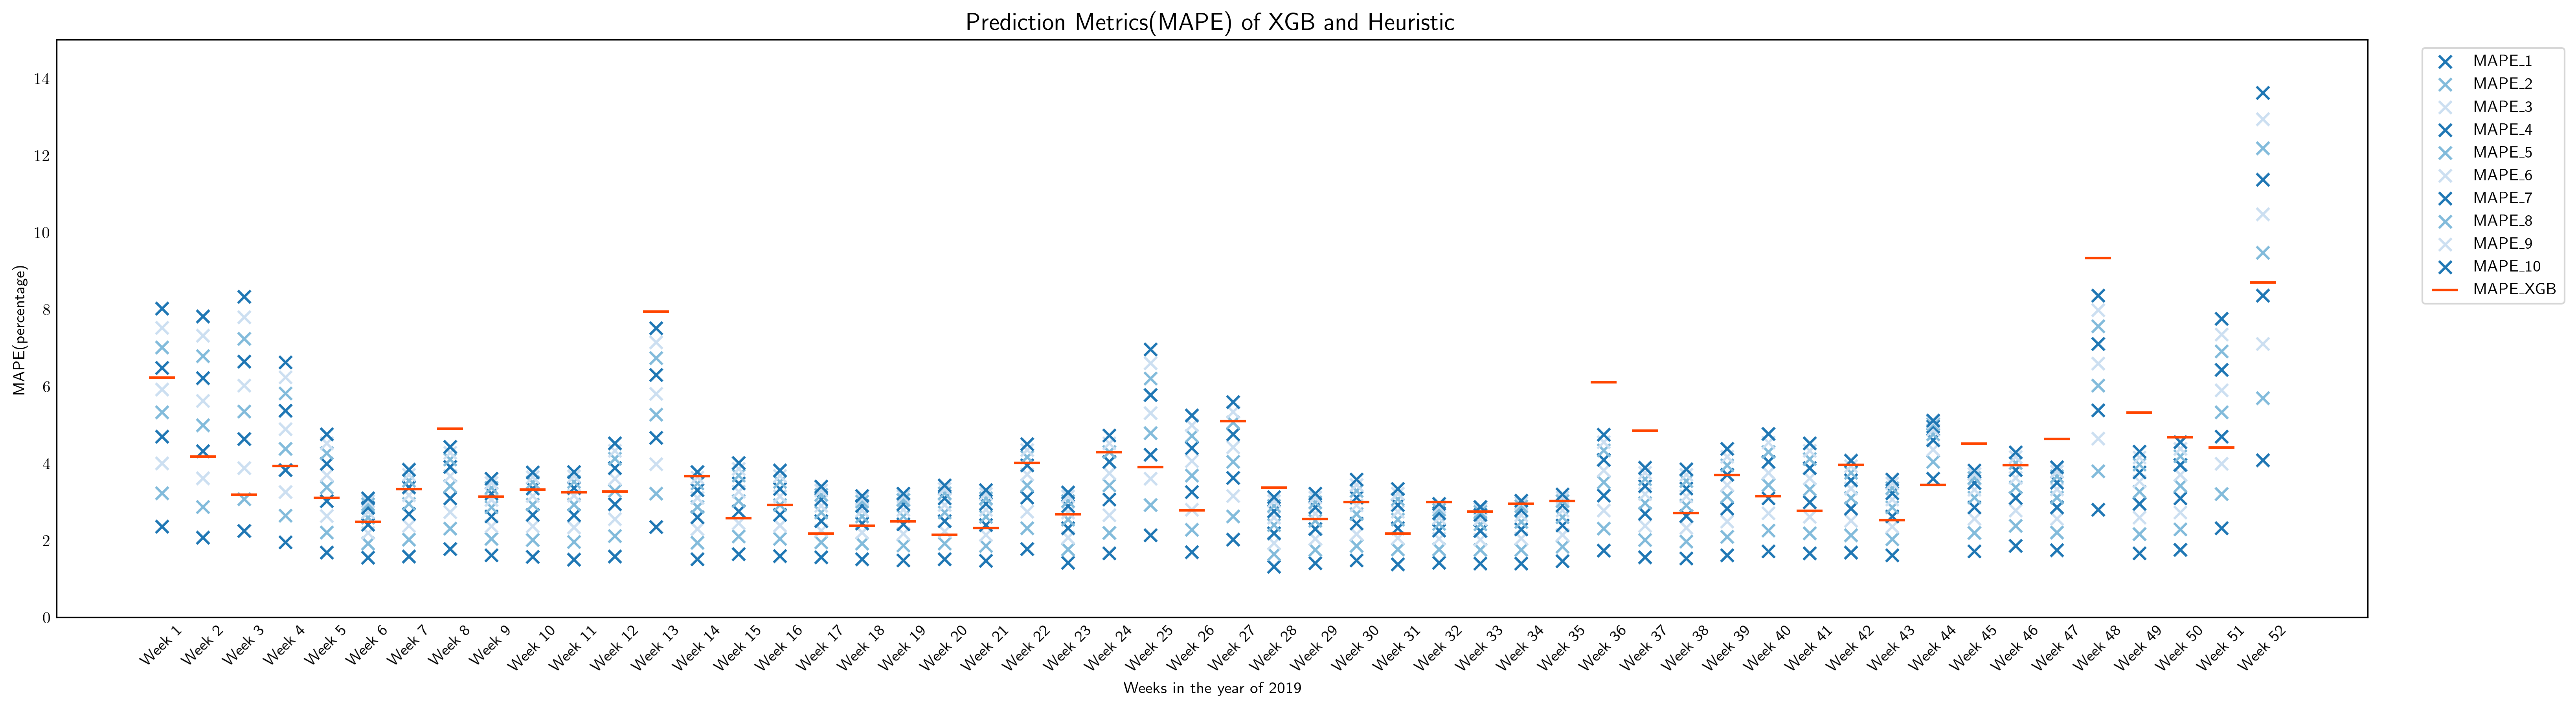 Prediction Metrics(MAPE) of XGB and Heuristic
MAPE(percentage)
14
12
10
8
6
4
2
0
Week 1
Week 2
Week 3
Week 4
Week 5
Week 6
Week 7
Week 8
Week 9
Week 10
Week 11
Week 12
Week 13
Week 14
Week 15
Week 16
Week 17
Week 18
Week 19
Week 20
Week 21
Week 22
Week 23
Week 24
Week 25
Week 26
Week 27
Week 28
Week 29
Week 30
Week 31
Week 32
Week 33
Week 34
Week 35
Week 36
Week 37
Week 38
Week 39
Week 40
Week 41
Week 42
Week 43
Week 44
Week 45
Week 46
Week 47
Week 48
Week 49
Week 50
Week 51
Week 52
Weeks in the year of 2019
MAPE_1
MAPE_2
MAPE_3
MAPE_4
MAPE_5
MAPE_6
MAPE_7
MAPE_8
MAPE_9
MAPE_10
MAPE_XGB